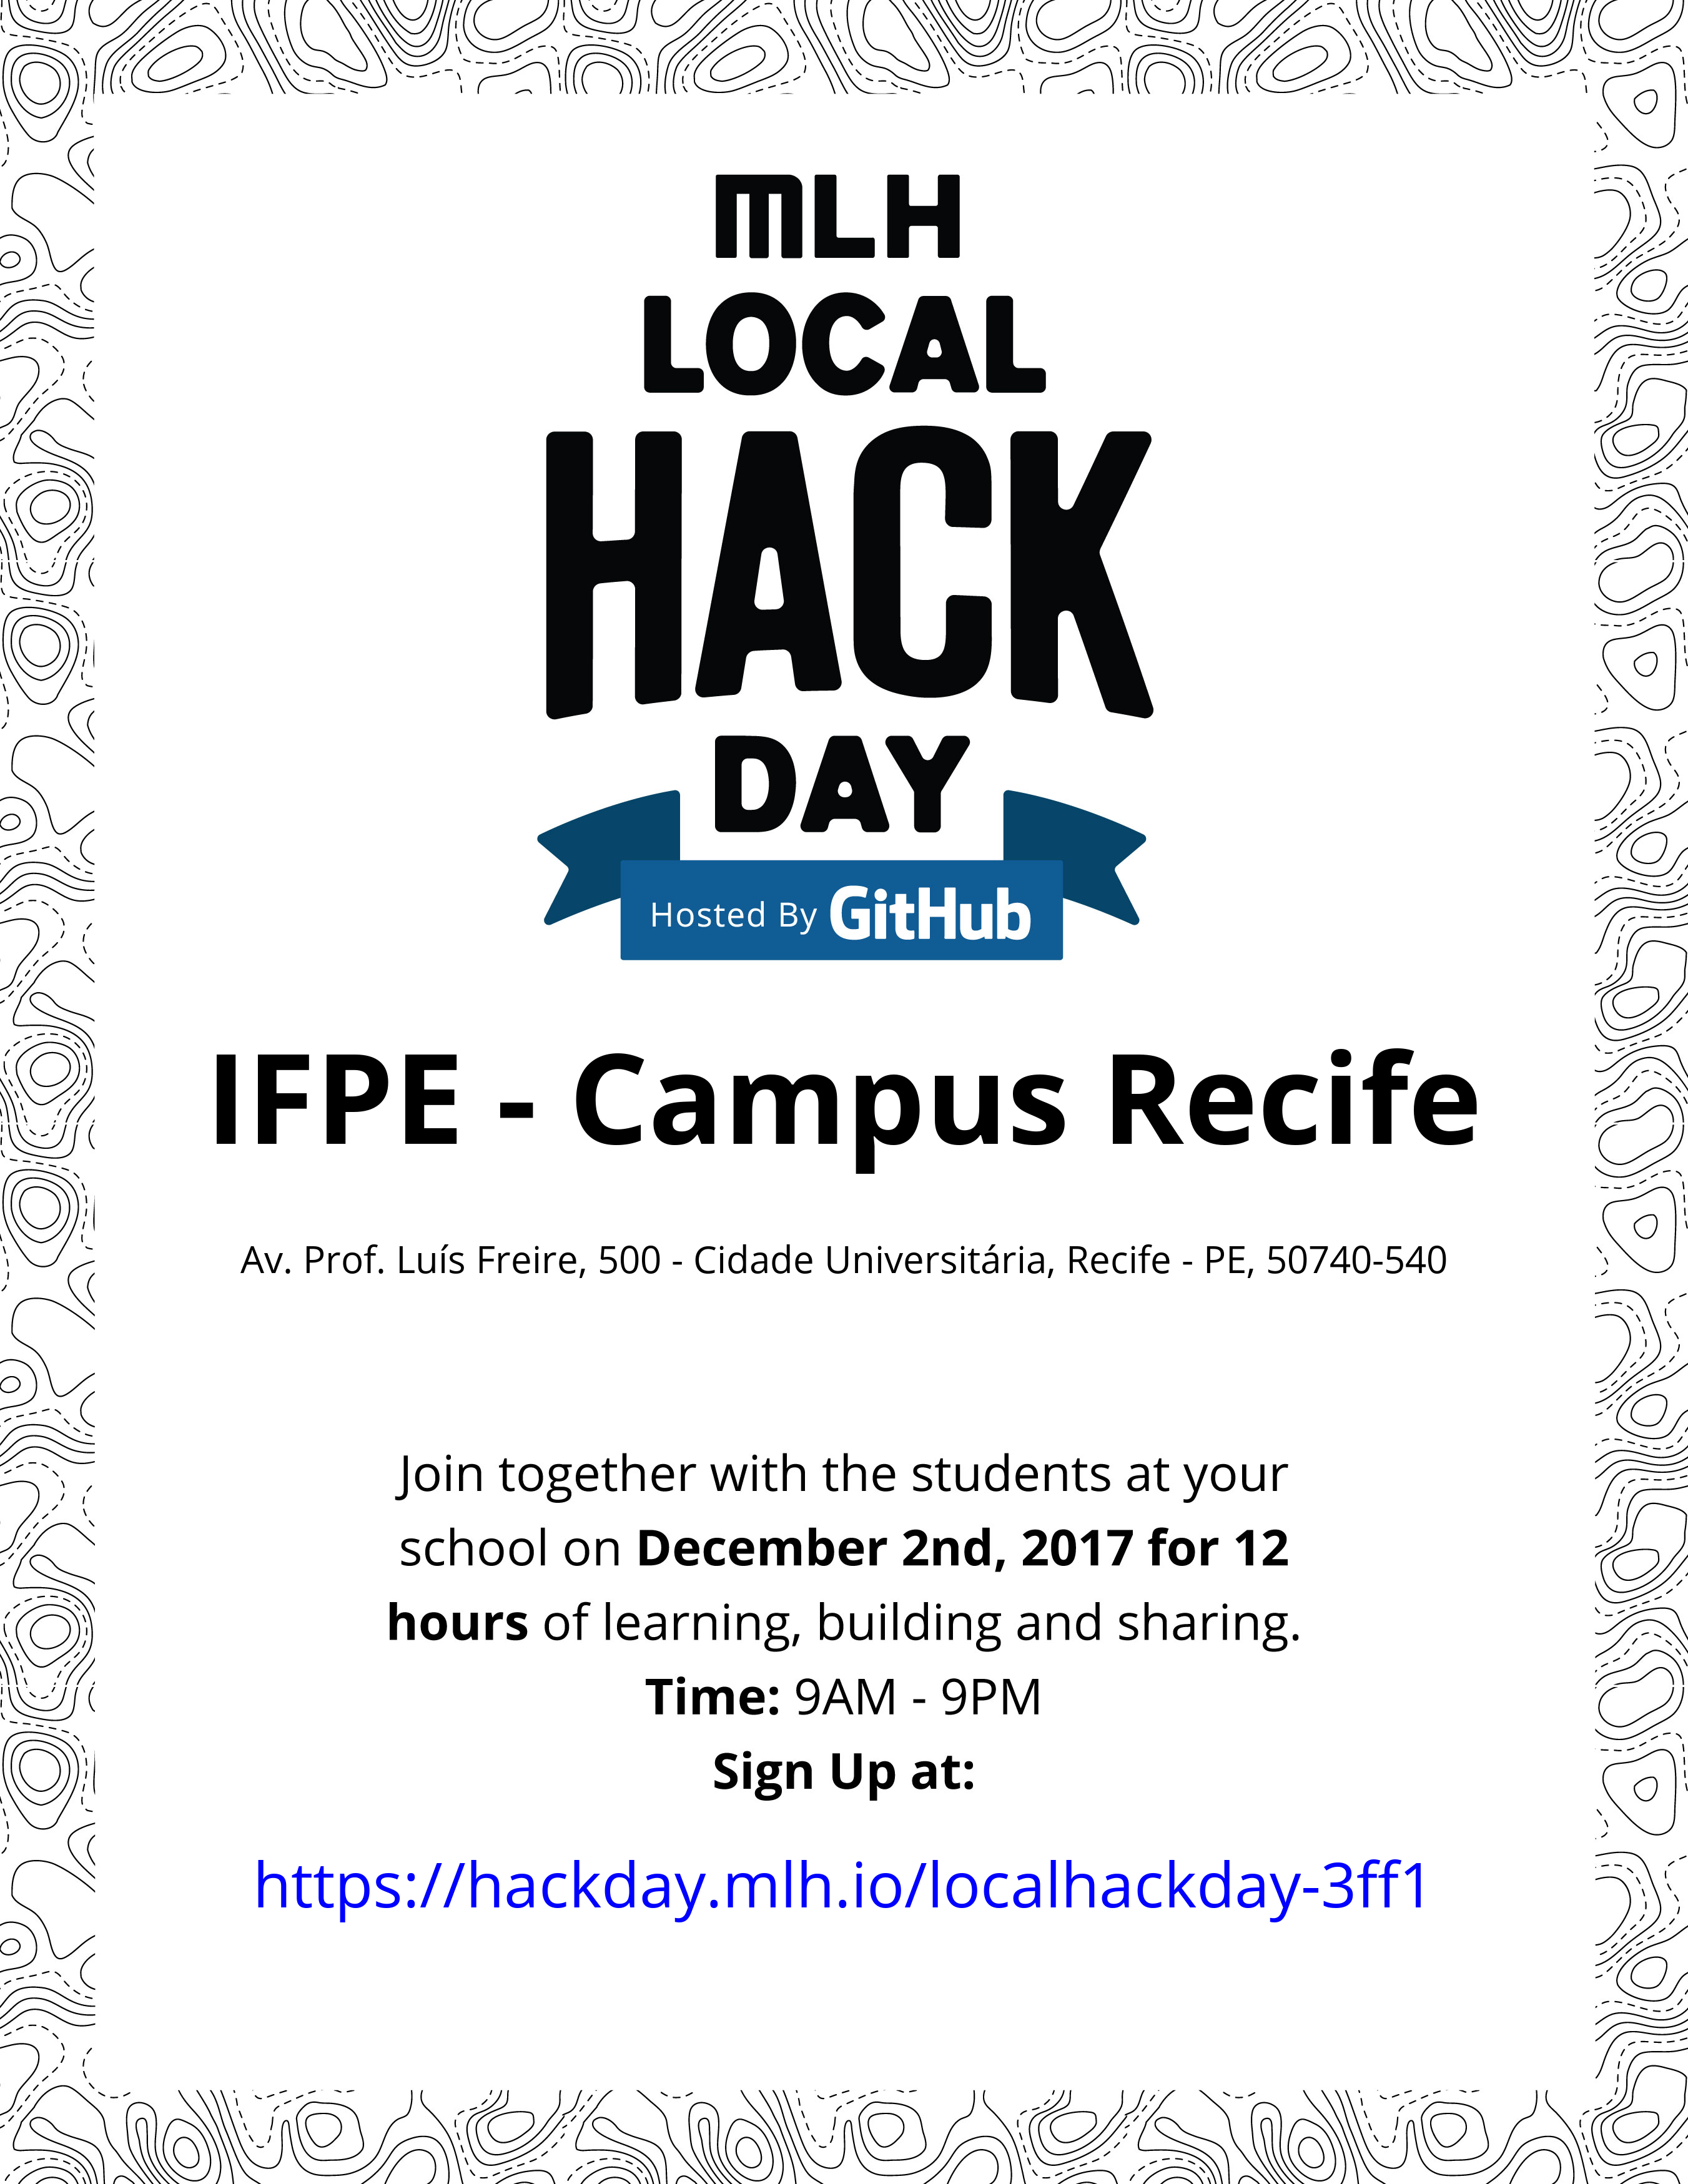 MLH
LOCAL
HACK
DAY
Hosted By GitHub
IFPE - Campus Recife
Av. Prof. Luís Freire, 500 - Cidade Universitária, Recife - PE, 50740-540
Join together with the students at your
school on December 2nd, 2017 for 12
hours of learning, building and sharing.
Time: 9AM - 9PM
Sign Up at:
https://hackday.mlh.io/localhackday-3ff1